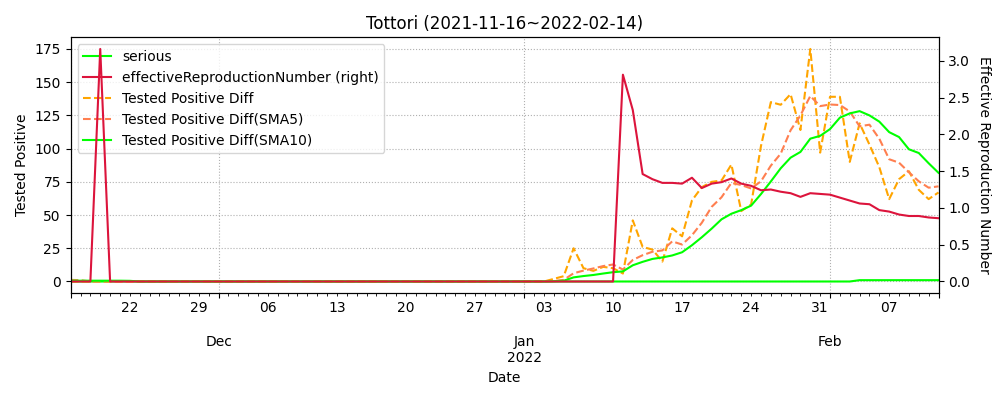 Tottori (2021-11-16~2022-02-14)
serious
effectiveReproductionNumber (right)
Tested Positive Diff
Tested Positive Diff(SMA5)
Tested Positive Diff(SMA10)
Tested Positive
175
150
125
100
75
50
25
0
3.0
2.5
2.0
1.5
1.0
0.5
0.0
Effective Reproduction Number
22 29 06 13 20 27 03 10 17 24 31 07
Dec Jan Feb
2022
Date